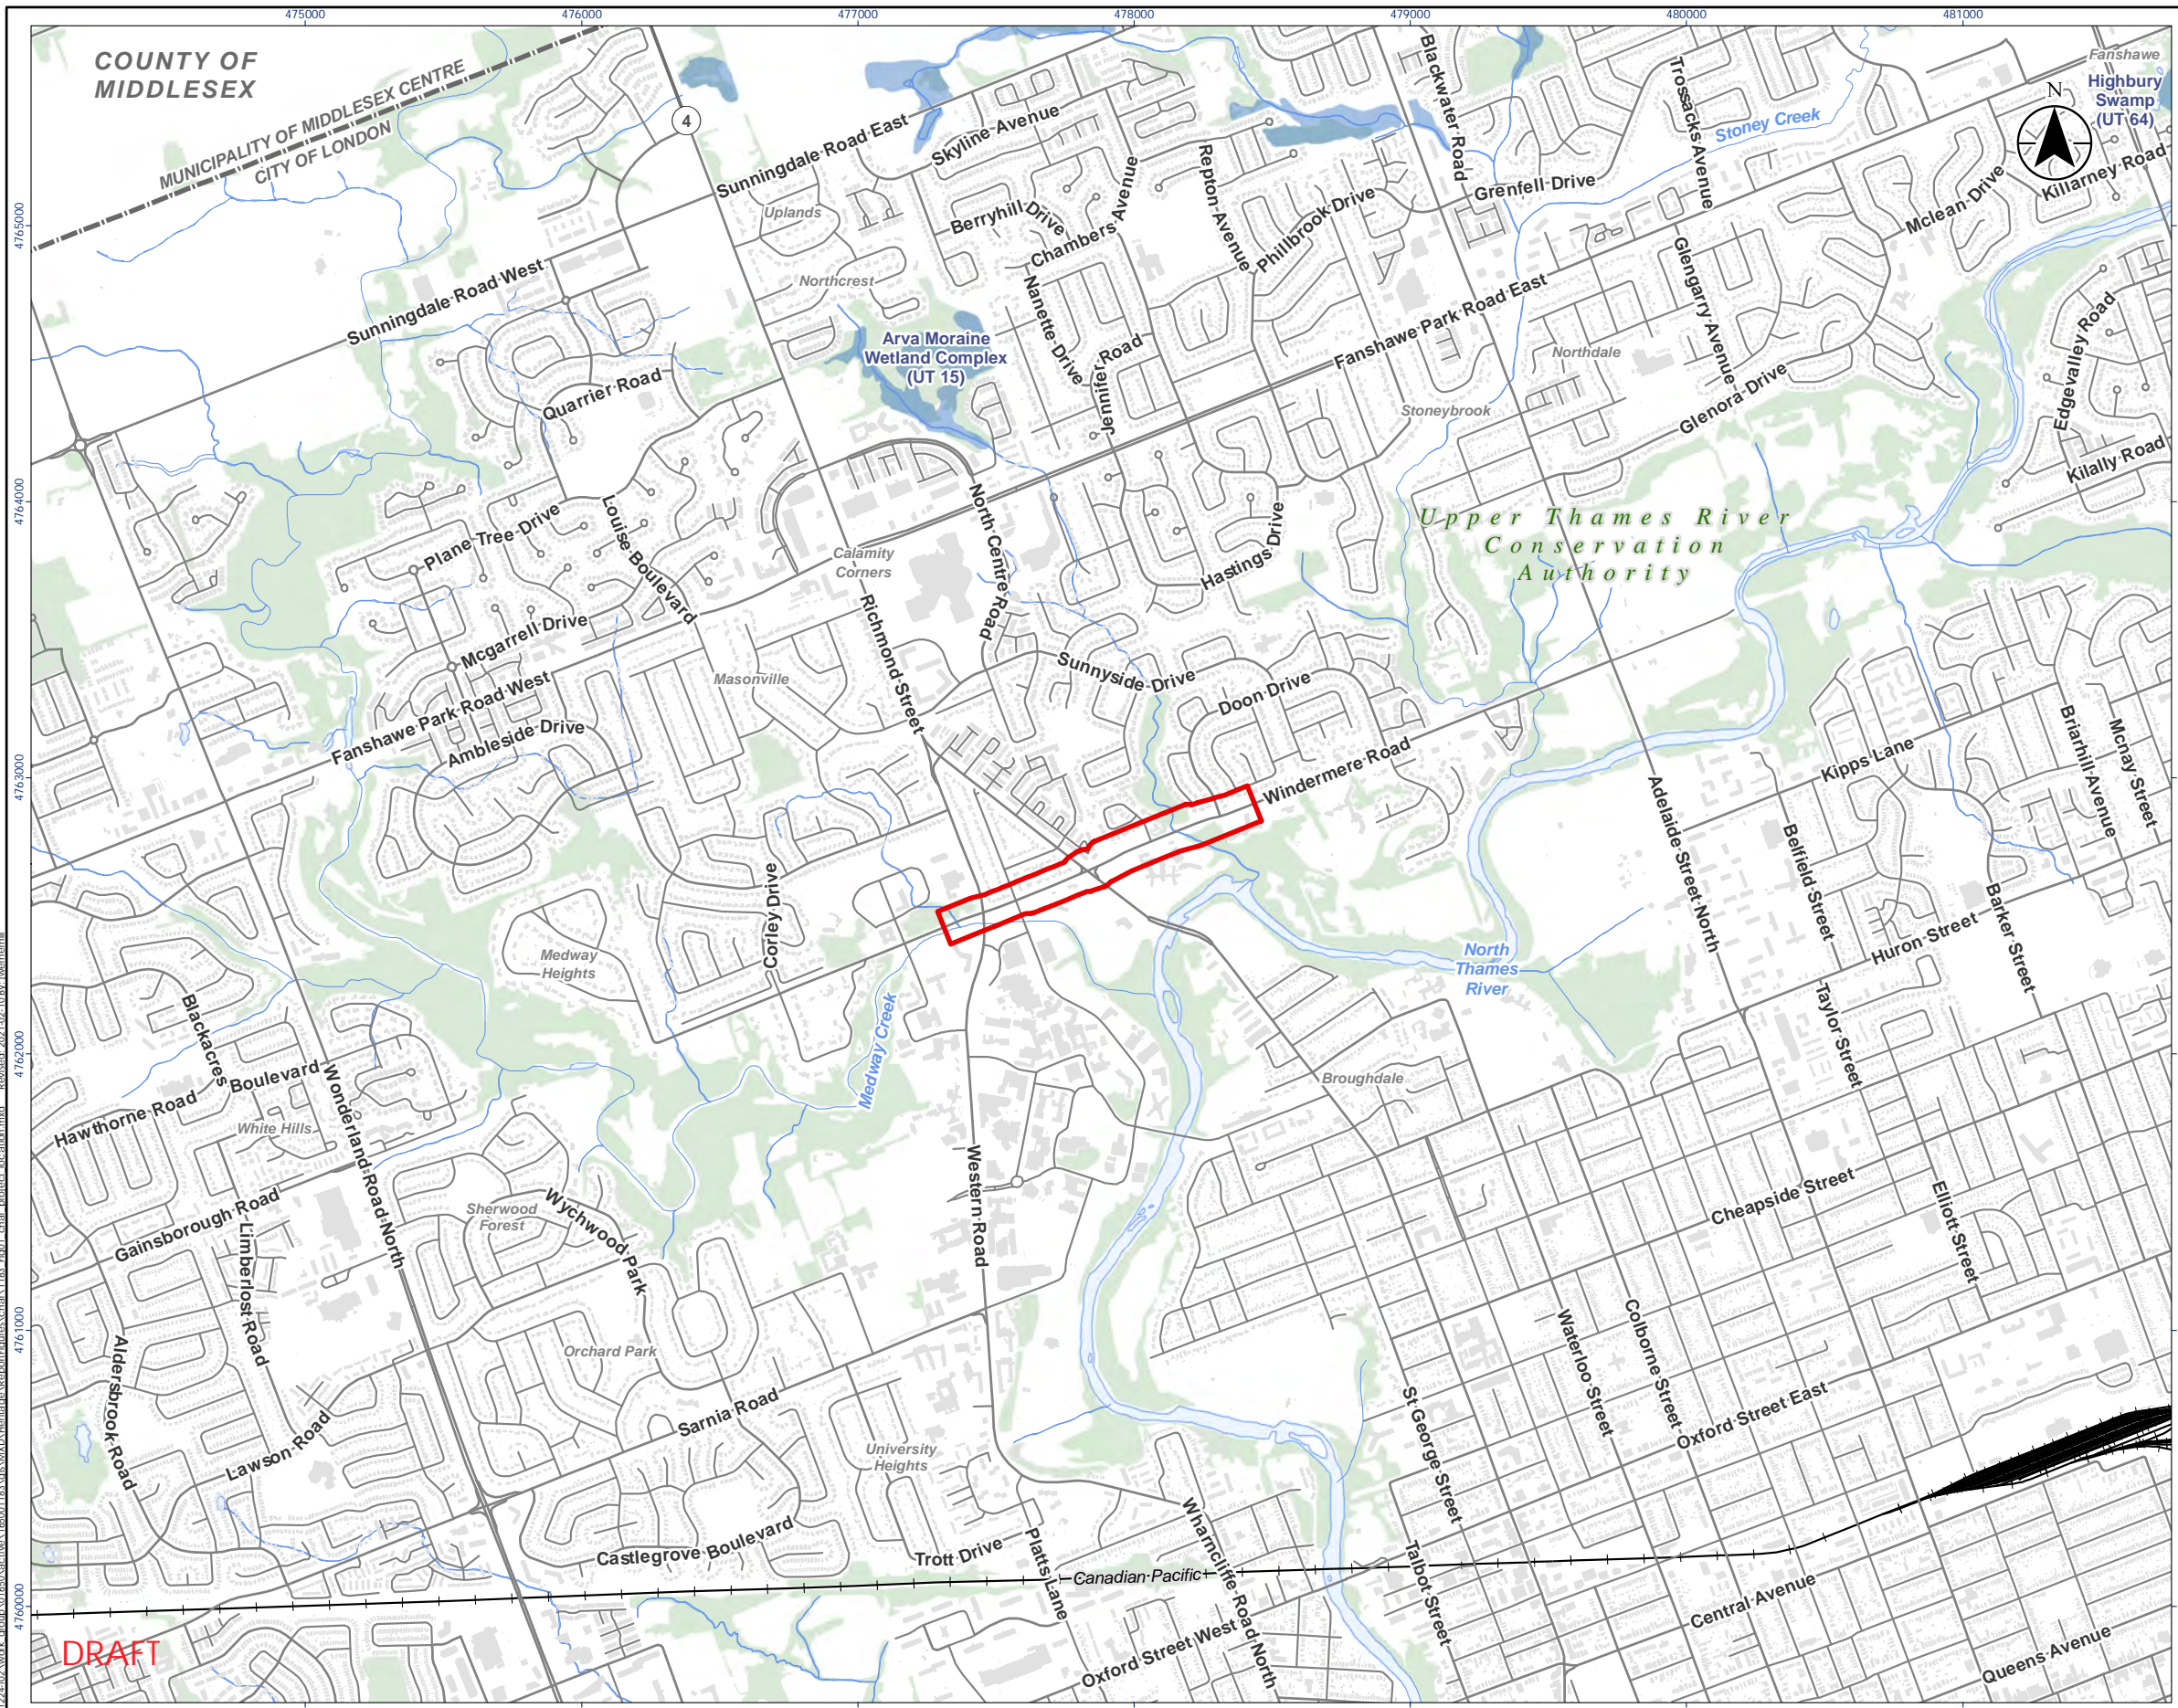 475000
476000
477000
478000
479000
480000
481000
COUNTY OF
MIDDLESEX
MUNICIPALITY OF MIDDLESEX CENTRE
CITY OF LONDON
4
Sunningdale Road East
Skyline Avenue
Blackwater Road
Trossacks Avenue
Stoney Creek
Fanshawe
Highbury
Swamp
(UT 64)
N
Killarney Road
Mclean Drive
Grenfell Drive
Repton Avenue
Phillbrook Drive
Chambers Avenue
Berryhill Drive
Uplands
Northcrest
4765000
Sunningdale Road West
Arva Moraine
Wetland Complex
(UT 15)
Nanette Drive
Jennifer Road
Fanshawe Park Road East
Glengarry Avenue
Northdale
Glenora Drive
Edgevalley Road
Kilally Road
Stoneybrook
Quarrier Road
4764000
Plane Tree Drive
Louise Boulevard
Calamity
Corners
North Centre Road
Hastings Drive
Upper Thames River
Conservation
Authority
Mcgarrell Drive
Richmond Street
Masonville
Sunnyside Drive
Doon Drive
Fanshawe Park Road West
Ambleside Drive
Windermere Road
4763000
Adelaide Street North
Kipps Lane
Briarhill Avenue
Mcnay Street
Belfield Street
Barker Street
Huron Street
Corley Drive
Medway
Heights
North
Thames
River
Medway Creek
Taylor Street
Blackacres Boulevard
4762000
Wonderland Road North
Hawthorne Road
White Hills
Broughdale
Western Road
Cheapside Street
Elliott Street
Gainsborough Road
Limberlost Road
Sherwood
Forest
Wychwood Park
4761000
Aldersbrook Road
Orchard Park
Waterloo Street
Colborne Street
Oxford Street East
Sarnia Road
St George Street
Lawson Road
University
Heights
Castlegrove Boulevard
Trott Drive
Platts Lane
Wharncliffe Road North
Talbot Street
Canadian Pacific
Central Avenue
4760000
Oxford Street West
Queens Avenue
DRAFT